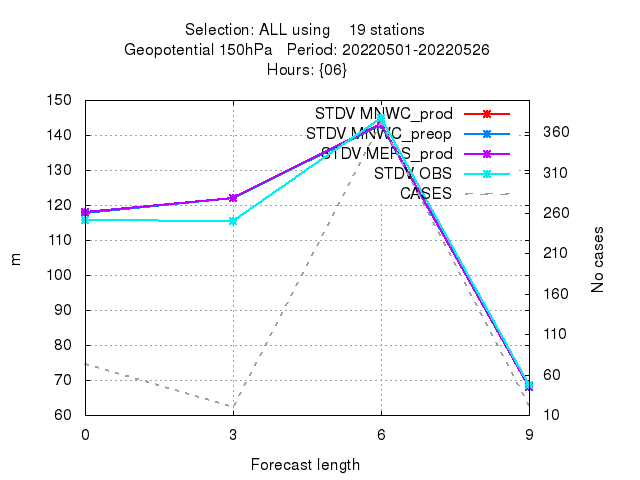 Selection: ALL using 19 stations
Geopotential 150hPa Period: 20220501-20220526
Hours: {06}
150
140
130
120
110
100
90
80
70
60
m
STDV MNWC_prod
STDV MNWC_preop
STDV MEPS_prod
STDV OBS
CASES
360
310
260
210
160
110
60
10
No cases
0 3 6 9
Forecast length